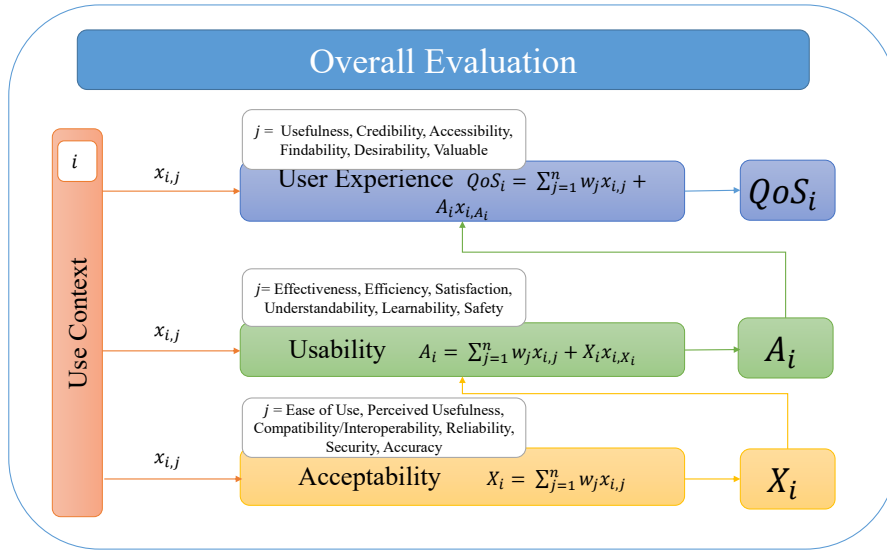 Overall Evaluation
i
Use Context
x_{i,j}
j = Usefulness, Credibility, Accessibility,
Findability, Desirability, Valuable
User Experience QoS_i = ∑_{j=1}^{n} w_j x_{i,j} +
A_i x_{i,A_i}
QoS_i
x_{i,j}
j= Effectiveness, Efficiency, Satisfaction,
Understandability, Learnability, Safety
Usability A_i = ∑_{j=1}^{n} w_j x_{i,j} + X_i x_{i,X_i}
A_i
x_{i,j}
j = Ease of Use, Perceived Usefulness,
Compatibility/Interoperability, Reliability,
Security, Accuracy
Acceptability X_i = ∑_{j=1}^{n} w_j x_{i,j}
X_i